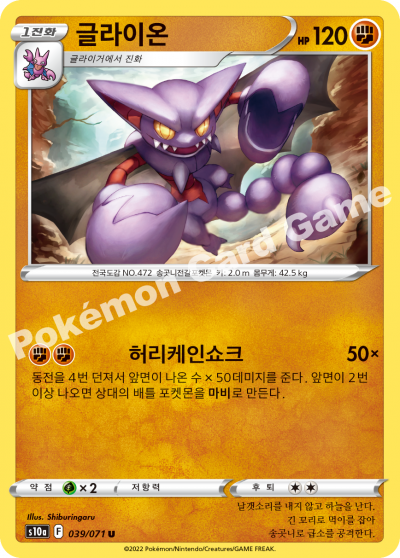 1진화
글라이온
HP 120
글라이거에서 진화
전국도감 NO.472 송곳니전갈포켓몬 키: 2.0 m 몸무게: 42.5 kg
Pokémon Card Game
허리케인쇼크 50×
동전을 4번 던져서 앞면이 나온 수 × 50데미지를 준다. 앞면이 2번
이상 나오면 상대의 배틀 포켓몬을 마비로 만든다.
약점 × 2 저항력 후퇴
Illus. Shiburingaru
s10a F 039/071 U
날갯소리를 내지 않고 하늘을 난다.
긴 꼬리로 먹이를 잡아
송곳니로 급소를 공격한다.
©2022 Pokémon/Nintendo/Creatures/GAME FREAK.